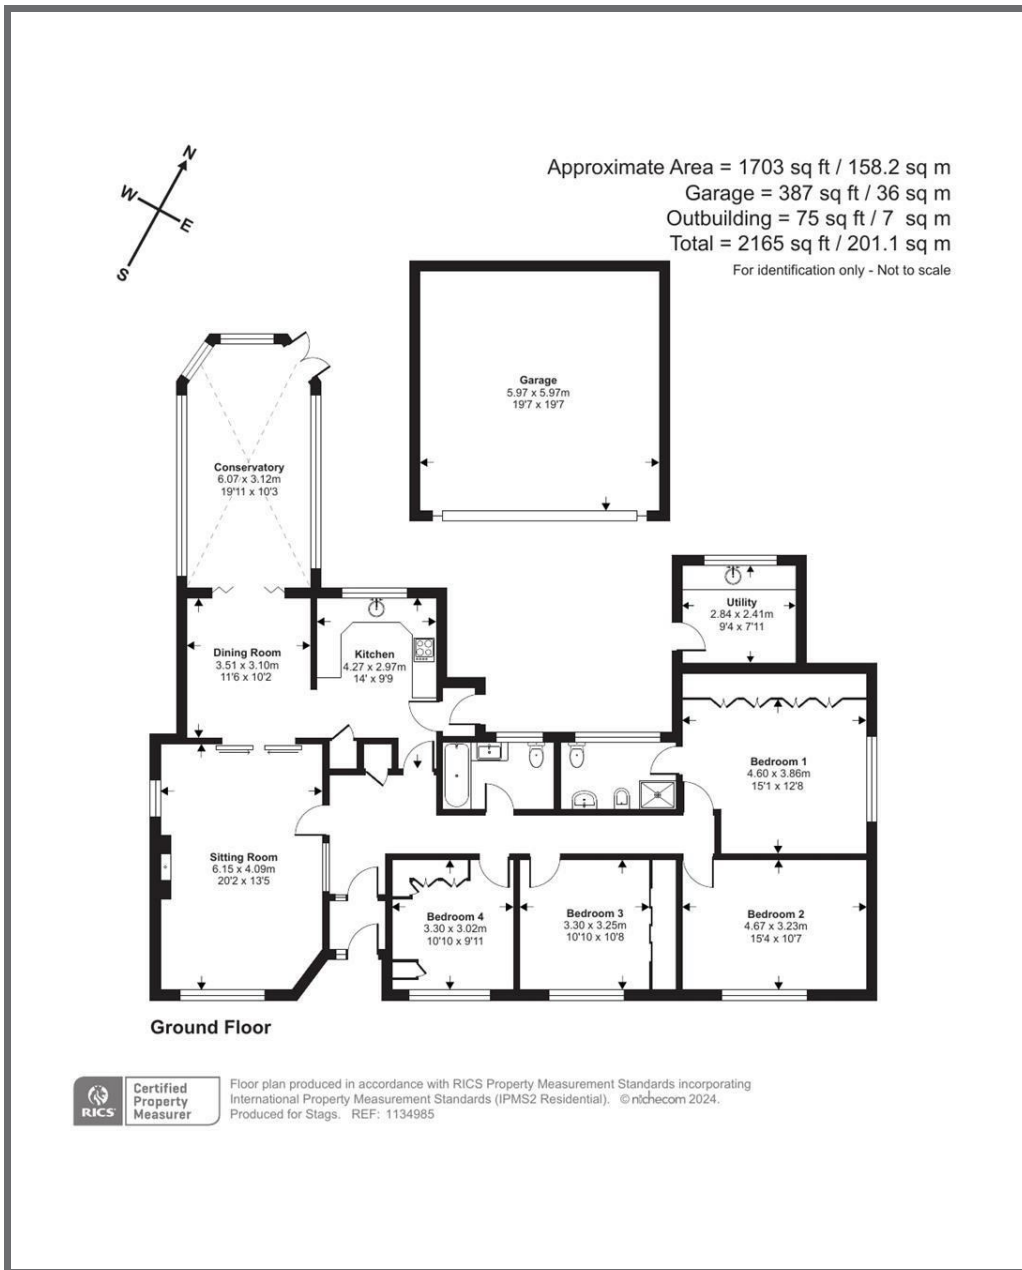 N
W
E
S
Approximate Area = 1703 sq ft / 158.2 sq m
Garage = 387 sq ft / 36 sq m
Outbuilding = 75 sq ft / 7 sq m
Total = 2165 sq ft / 201.1 sq m
For identification only - Not to scale
Garage
5.97 x 5.97m
19'7 x 19'7
Conservatory
6.07 x 3.12m
19'11 x 10'3
Utility
2.84 x 2.41m
9'4 x 7'11
Dining Room
3.51 x 3.10m
11'6 x 10'2
Kitchen
4.27 x 2.97m
14' x 9'9
Bedroom 1
4.60 x 3.86m
15'1 x 12'8
Sitting Room
6.15 x 4.09m
20'2 x 13'5
Bedroom 4
3.30 x 3.02m
10'10 x 9'11
Bedroom 3
3.30 x 3.25m
10'10 x 10'8
Bedroom 2
4.67 x 3.23m
15'4 x 10'7
Ground Floor
RICS
Certified
Property
Measurer
Floor plan produced in accordance with RICS Property Measurement Standards incorporating
International Property Measurement Standards (IPMS2 Residential). © nichecom 2024.
Produced for Stags. REF: 1134985